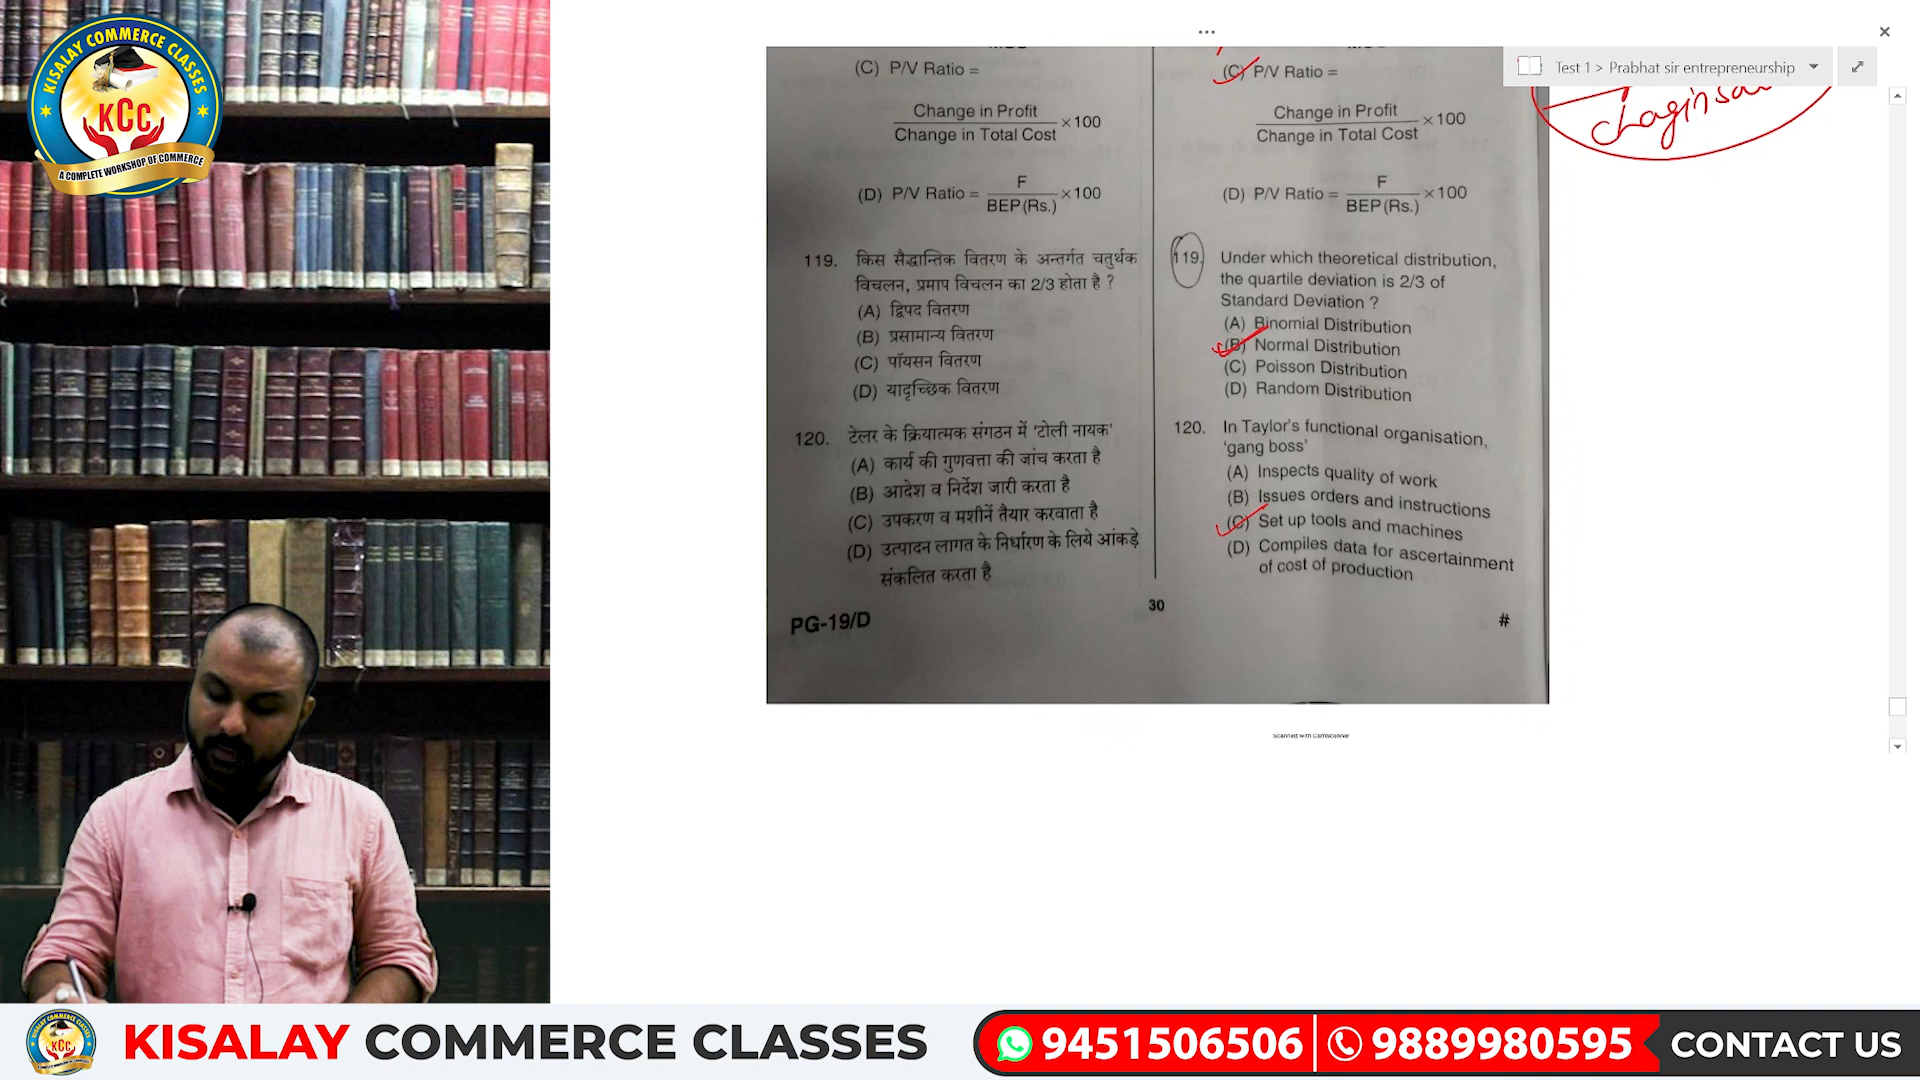 KISALAY COMMERCE CLASSES
KCC
A COMPLETE WORKSHOP OF COMMERCE
Test 1 > Prabhat sir entrepreneurship
(C) P/V Ratio =
Change in Profit
Change in Total Cost
×100
(D) P/V Ratio =
F
BEP(Rs.)
×100
119. किस सैद्धान्तिक वितरण के अन्तर्गत चतुर्थक
विचलन, प्रमाप विचलन का 2/3 होता है ?
(A) द्विपद वितरण
(B) प्रसामान्य वितरण
(C) पॉयसन वितरण
(D) यादृच्छिक वितरण
120. टेलर के क्रियात्मक संगठन में 'टोली नायक'
(A) कार्य की गुणवत्ता की जांच करता है
(B) आदेश व निर्देश जारी करता है
(C) उपकरण व मशीनें तैयार करवाता है
(D) उत्पादन लागत के निर्धारण के लिये आंकड़े
संकलित करता है
PG-19/D
(C) P/V Ratio =
Change in Profit
Change in Total Cost
×100
(D) P/V Ratio =
F
BEP(Rs.)
×100
119. Under which theoretical distribution,
the quartile deviation is 2/3 of
Standard Deviation ?
(A) Binomial Distribution
(B) Normal Distribution
(C) Poisson Distribution
(D) Random Distribution
120. In Taylor's functional organisation,
'gang boss'
(A) Inspects quality of work
(B) Issues orders and instructions
(C) Set up tools and machines
(D) Compiles data for ascertainment
of cost of production
30
#
Scanned with CamScanner
KCC
KISALAY COMMERCE CLASSES
9451506506
9889980595
CONTACT US